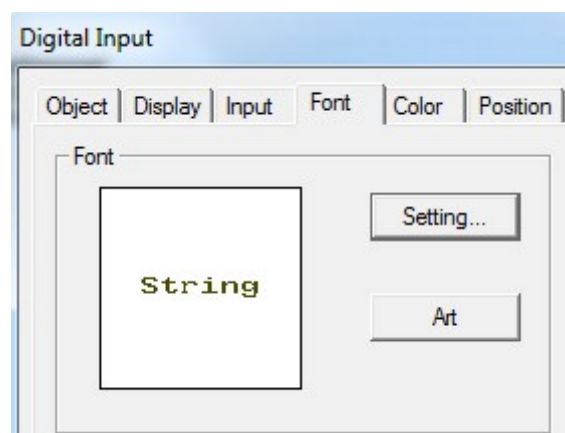 Digital Input
Object Display Input Font Color Position
Font
Setting...
String
Art